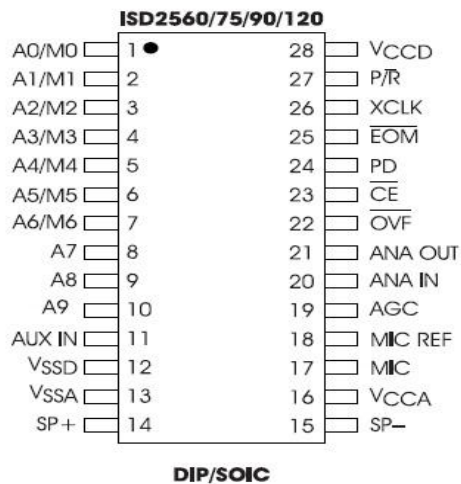 ISD2560/75/90/120
A0/M0 1 28 VCCD
A1/M1 2 27 P/R̅
A2/M2 3 26 XCLK
A3/M3 4 25 E̅O̅M̅
A4/M4 5 24 PD
A5/M5 6 23 C̅E̅
A6/M6 7 22 O̅V̅F̅
A7 8 21 ANA OUT
A8 9 20 ANA IN
A9 10 19 AGC
AUX IN 11 18 MIC REF
VSSD 12 17 MIC
VSSA 13 16 VCCA
SP+ 14 15 SP–
DIP/SOIC